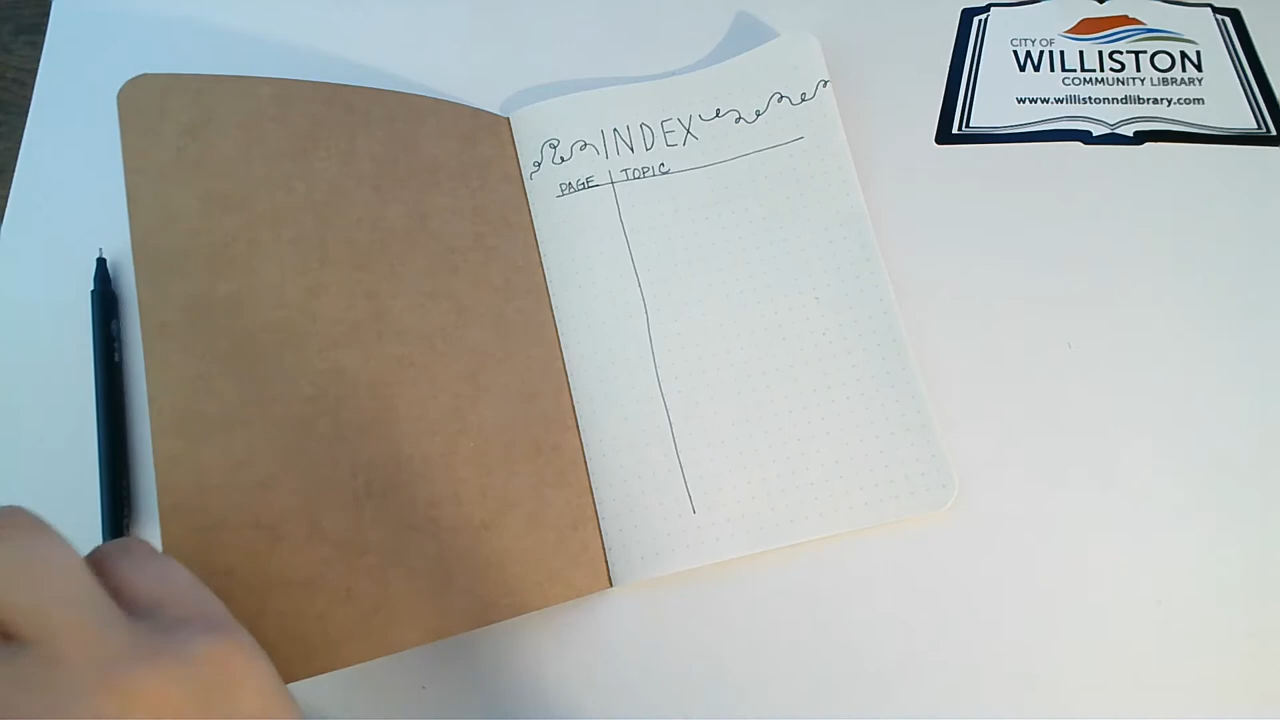 INDEX
PAGE TOPIC
CITY OF
WILLISTON
COMMUNITY LIBRARY
www.willistonndlibrary.com